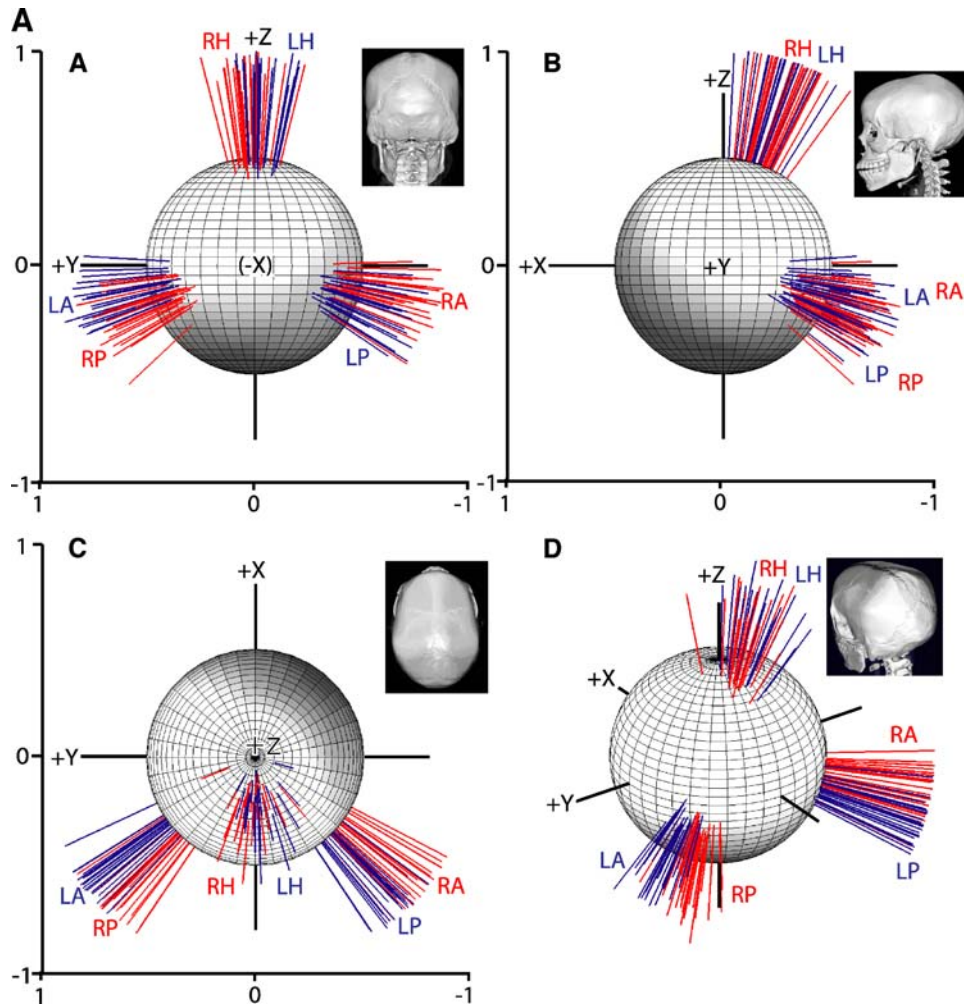 A
1
A
RH
+Z
LH
0
+Y
(-X)
LA
RA
RP
LP
-1
1
0
-1
1
B
+Z
RH
LH
0
+X
+Y
LA
RA
LP
RP
-1
1
0
-1
1
C
+X
0
+Y
+Z
LA
RP
RH
LH
RA
LP
-1
1
0
-1
D
+Z
RH
LH
+X
RA
+Y
LA
RP
LP